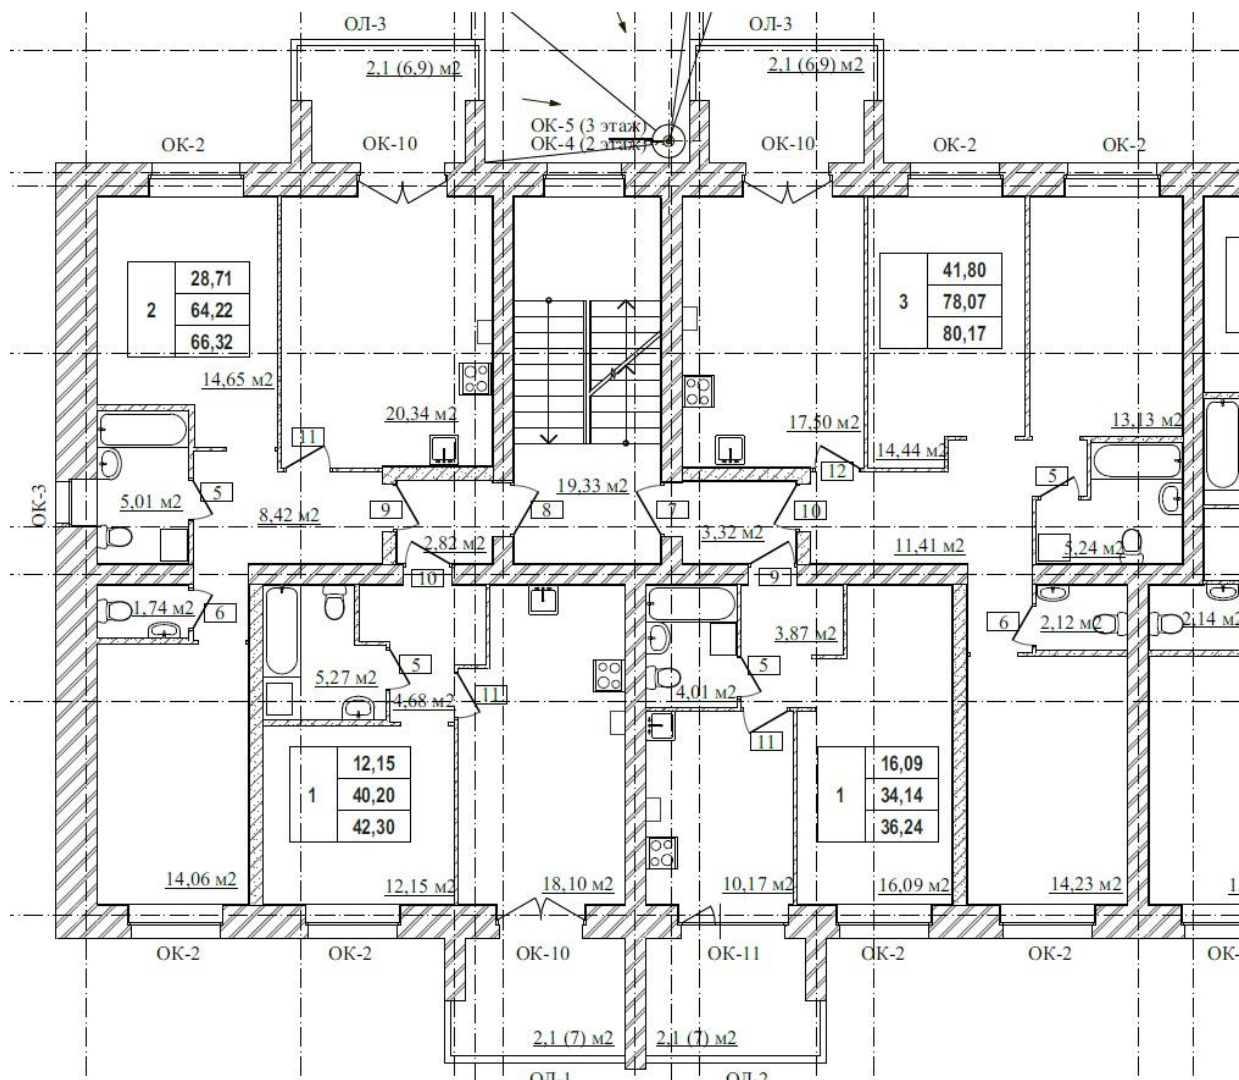 ОЛ-3
ОЛ-3
2,1 (6,9) м2
2,1 (6,9) м2
ОК-5 (3 этаж)
ОК-4 (2 этаж)
ОК-2
ОК-10
ОК-10
ОК-2
ОК-2
2
28,71
64,22
66,32
3
41,80
78,07
80,17
14,65 м2
20,34 м2
17,50 м2
14,44 м2
13,13 м2
11
12
5
5
ОК-3
5,01 м2
8,42 м2
9
8
19,33 м2
7
10
2,82 м2
3,32 м2
11,41 м2
5,24 м2
10
9
1,74 м2
6
3,87 м2
6
2,12 м2
2,14 м2
5,27 м2
5
4,68 м2
11
4,01 м2
5
11
1
12,15
40,20
42,30
1
16,09
34,14
36,24
14,06 м2
12,15 м2
18,10 м2
10,17 м2
16,09 м2
14,23 м2
ОК-2
ОК-2
ОК-10
ОК-11
ОК-2
ОК-2
2,1 (7) м2
2,1 (7) м2
ОЛ-1
ОЛ-2